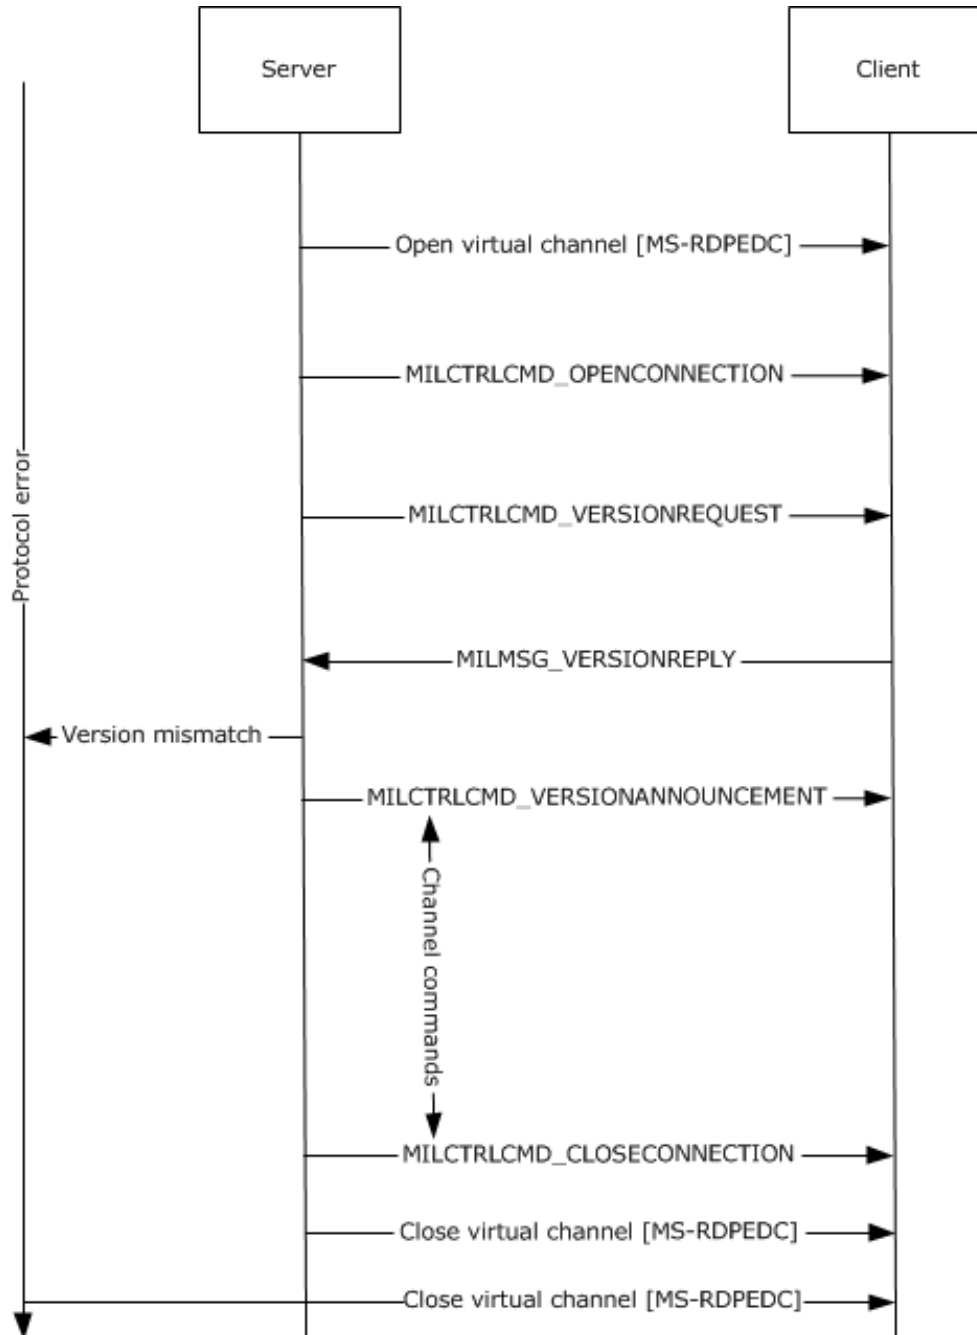 Server
Client
Open virtual channel [MS-RDPEDC]
MILCTRLCMD_OPENCONNECTION
Protocol error
MILCTRLCMD_VERSIONREQUEST
MILMSG_VERSIONREPLY
Version mismatch
MILCTRLCMD_VERSIONANNOUNCEMENT
Channel commands
MILCTRLCMD_CLOSECONNECTION
Close virtual channel [MS-RDPEDC]
Close virtual channel [MS-RDPEDC]